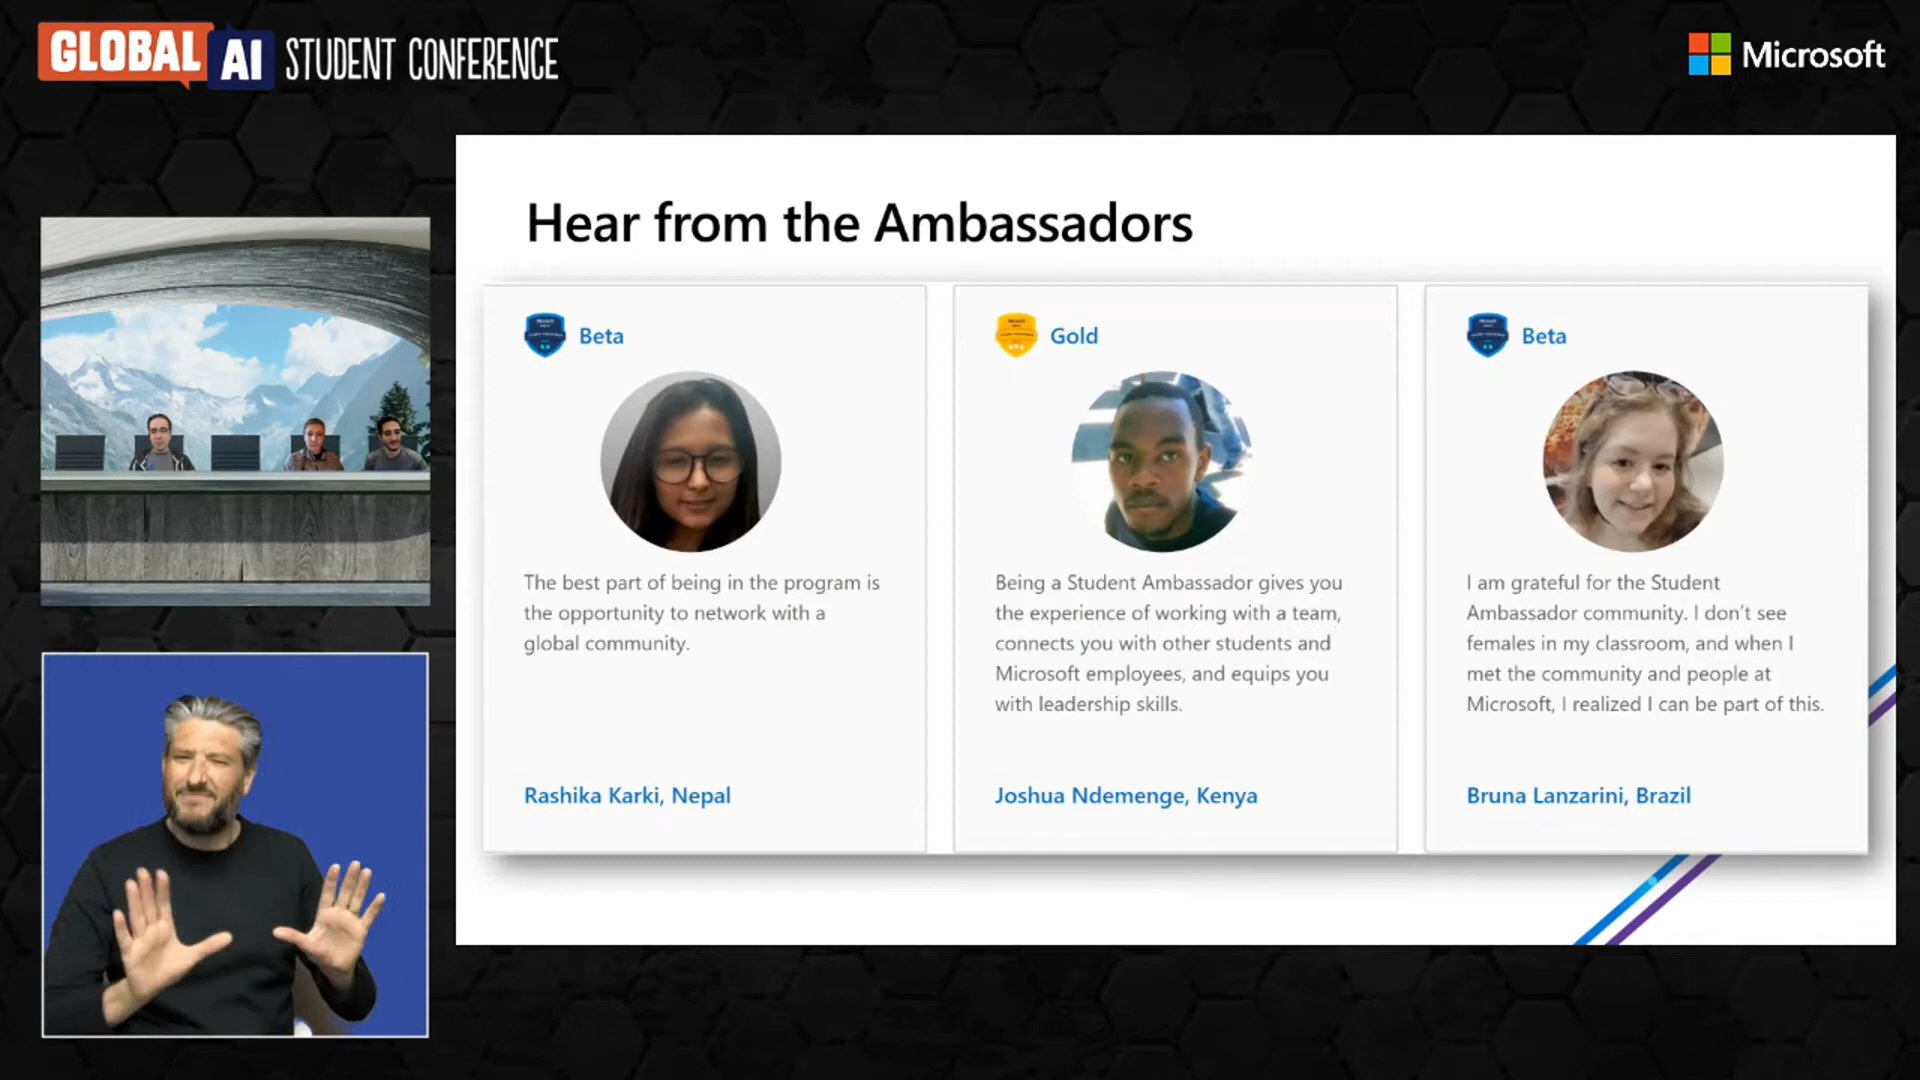 GLOBAL AI STUDENT CONFERENCE
Microsoft
Hear from the Ambassadors
Beta
The best part of being in the program is
the opportunity to network with a
global community.
Rashika Karki, Nepal
Gold
Being a Student Ambassador gives you
the experience of working with a team,
connects you with other students and
Microsoft employees, and equips you
with leadership skills.
Joshua Ndemenge, Kenya
Beta
I am grateful for the Student
Ambassador community. I don't see
females in my classroom, and when I
met the community and people at
Microsoft, I realized I can be part of this.
Bruna Lanzarini, Brazil